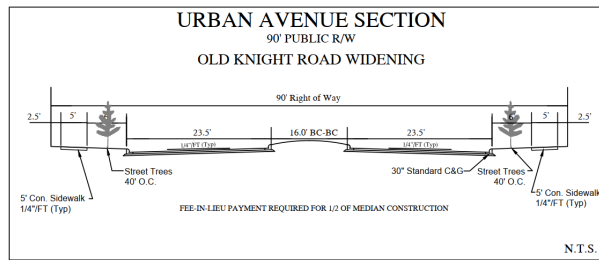 URBAN AVENUE SECTION
90' PUBLIC R/W
OLD KNIGHT ROAD WIDENING
90' Right of Way
2.5' 5' 6' 23.5' 16.0' BC-BC 23.5' 6' 5' 2.5'
1/4"/FT (Typ) 1/4"/FT (Typ)
Street Trees
40' O.C.
30" Standard C&G
Street Trees
40' O.C.
5' Con. Sidewalk
1/4"/FT (Typ)
5' Con. Sidewalk
1/4"/FT (Typ)
FEE-IN-LIEU PAYMENT REQUIRED FOR 1/2 OF MEDIAN CONSTRUCTION
N.T.S.